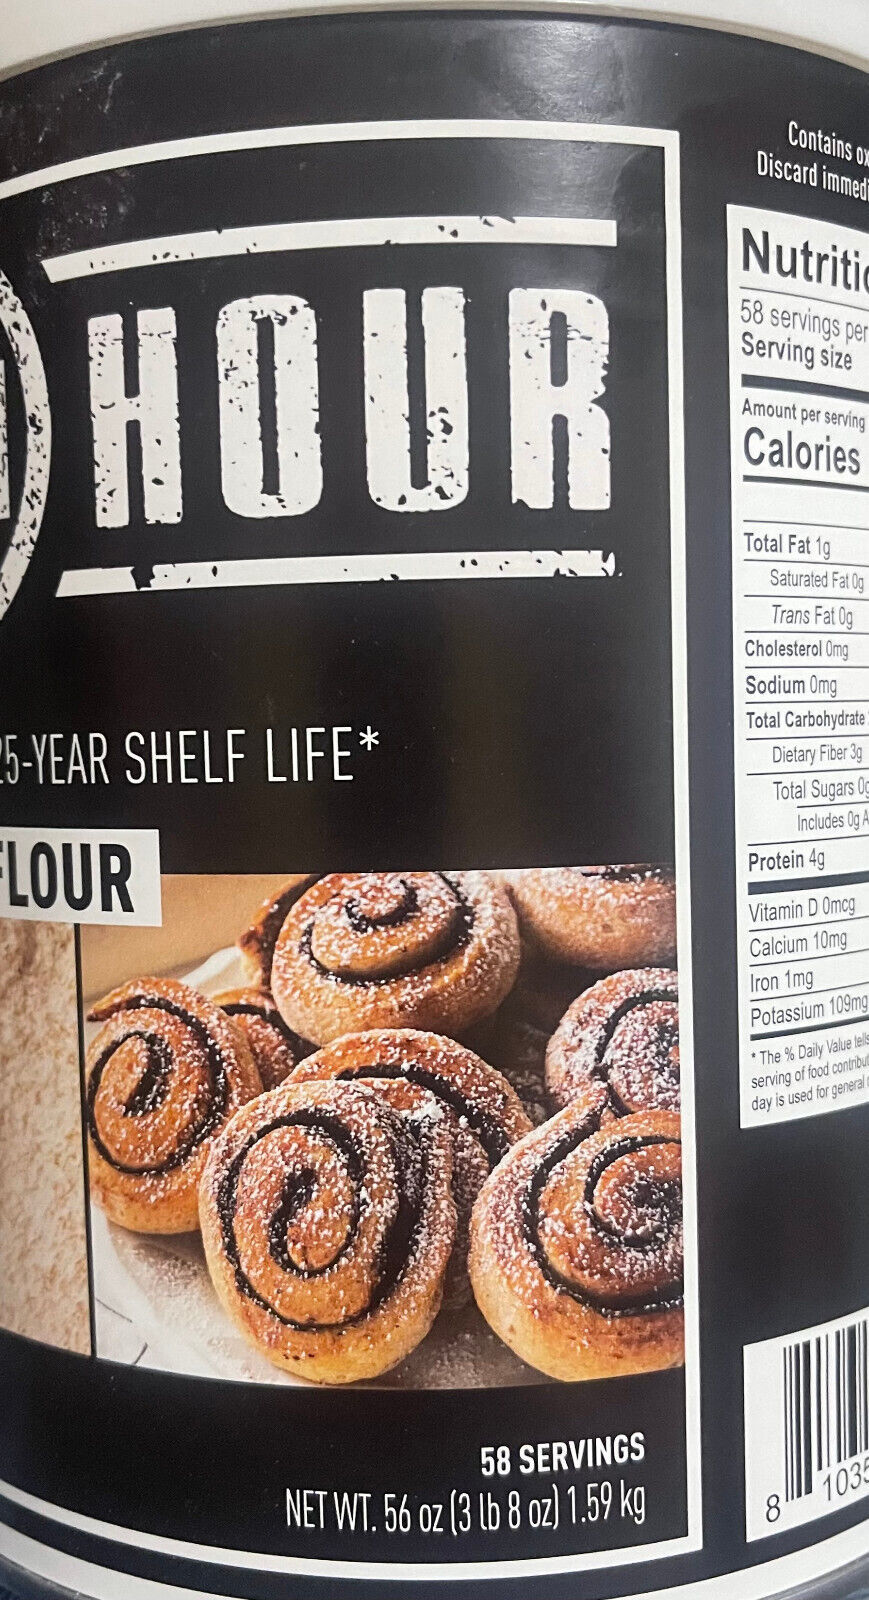 HOUR
25-YEAR SHELF LIFE*
FLOUR
58 SERVINGS
NET WT. 56 oz (3 lb 8 oz) 1.59 kg
Contains
Discard
58 servings per
Serving size
Amount per serving
Calories
Total Fat 1g
Saturated Fat 0g
Trans Fat 0g
Cholesterol 0mg
Sodium 0mg
Total Carbohydrate
Dietary Fiber 3g
Total Sugars 0g
Includes 0g
Protein 4g
Vitamin D 0mcg
Calcium 10mg
Iron 1mg
Potassium 109mg
* The % Daily Value tells
serving of food
day is used for general
8 1035